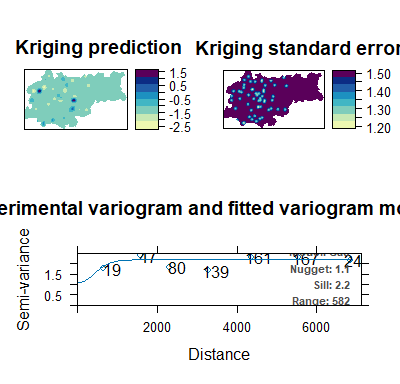 Kriging prediction
Kriging standard error
1.5
0.5
-0.5
-1.5
-2.5
1.50
1.40
1.30
1.20
erimental variogram and fitted variogram mo
Semi-variance
1.5
0.5
19
47
80
139
161
167
24
Nugget: 1.1
Sill: 2.2
Range: 582
2000
4000
6000
Distance